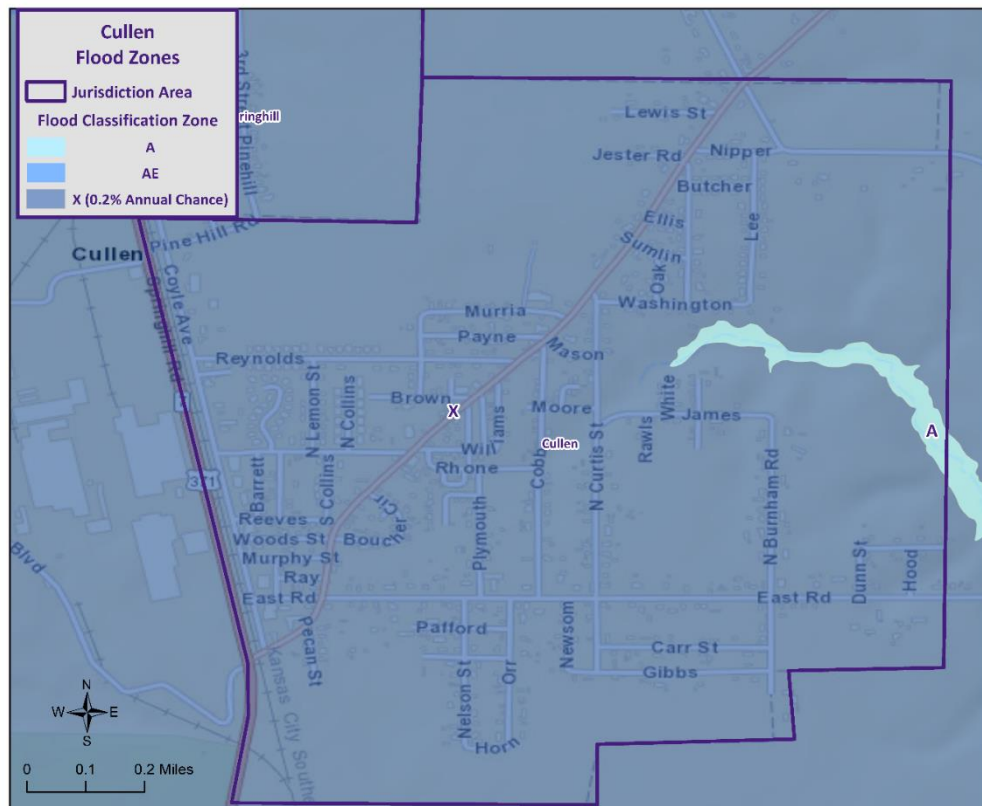 Cullen
Flood Zones
Jurisdiction Area
Flood Classification Zone
A
AE
X (0.2% Annual Chance)
3rd Street Pinehill
ringhill
Lewis St
Jester Rd
Nipper
Butcher
Ellis
Lee
Sumlin
Oak
Pine Hill Rd
Cullen
Coyle Ave
Springhill Rd
Washington
Murria
Payne
Mason
Reynolds
N Lemon St
N Collins
Brown
X
Williams
Moore
White
James
A
Cullen
Cobb
N Curtis St
Rawls
Rhone
371
Barrett
S Collins
Boucher Cir
Plymouth
N Burnham Rd
Reeves
Woods St
Murphy St
Ray
Blvd
Dunn St
Hood
East Rd
East Rd
Pecan St
Pafford
Newsom
Carr St
Gibbs
Nelson St
Orr
Horn
Kansas City Southe
N
W E
S
0 0.1 0.2 Miles